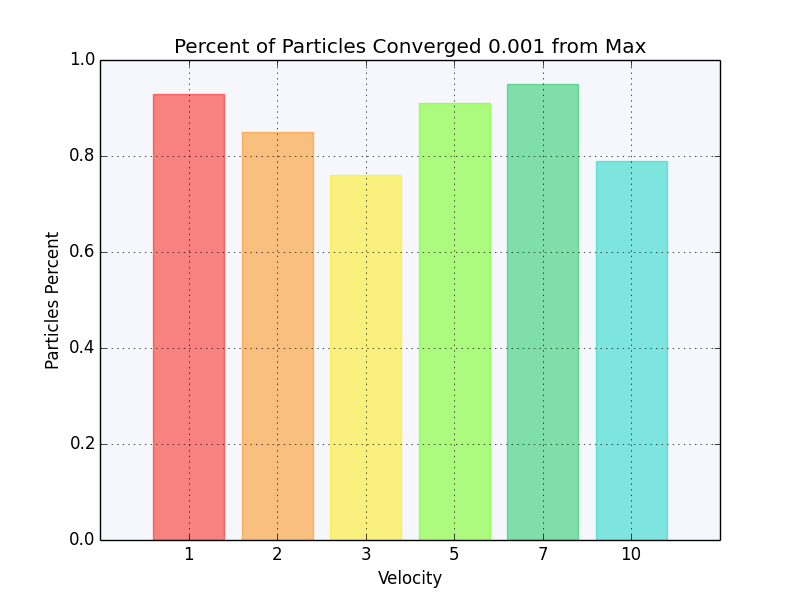 Percent of Particles Converged 0.001 from Max
1.0
0.8
0.6
0.4
0.2
0.0
Particles Percent
1 2 3 5 7 10
Velocity